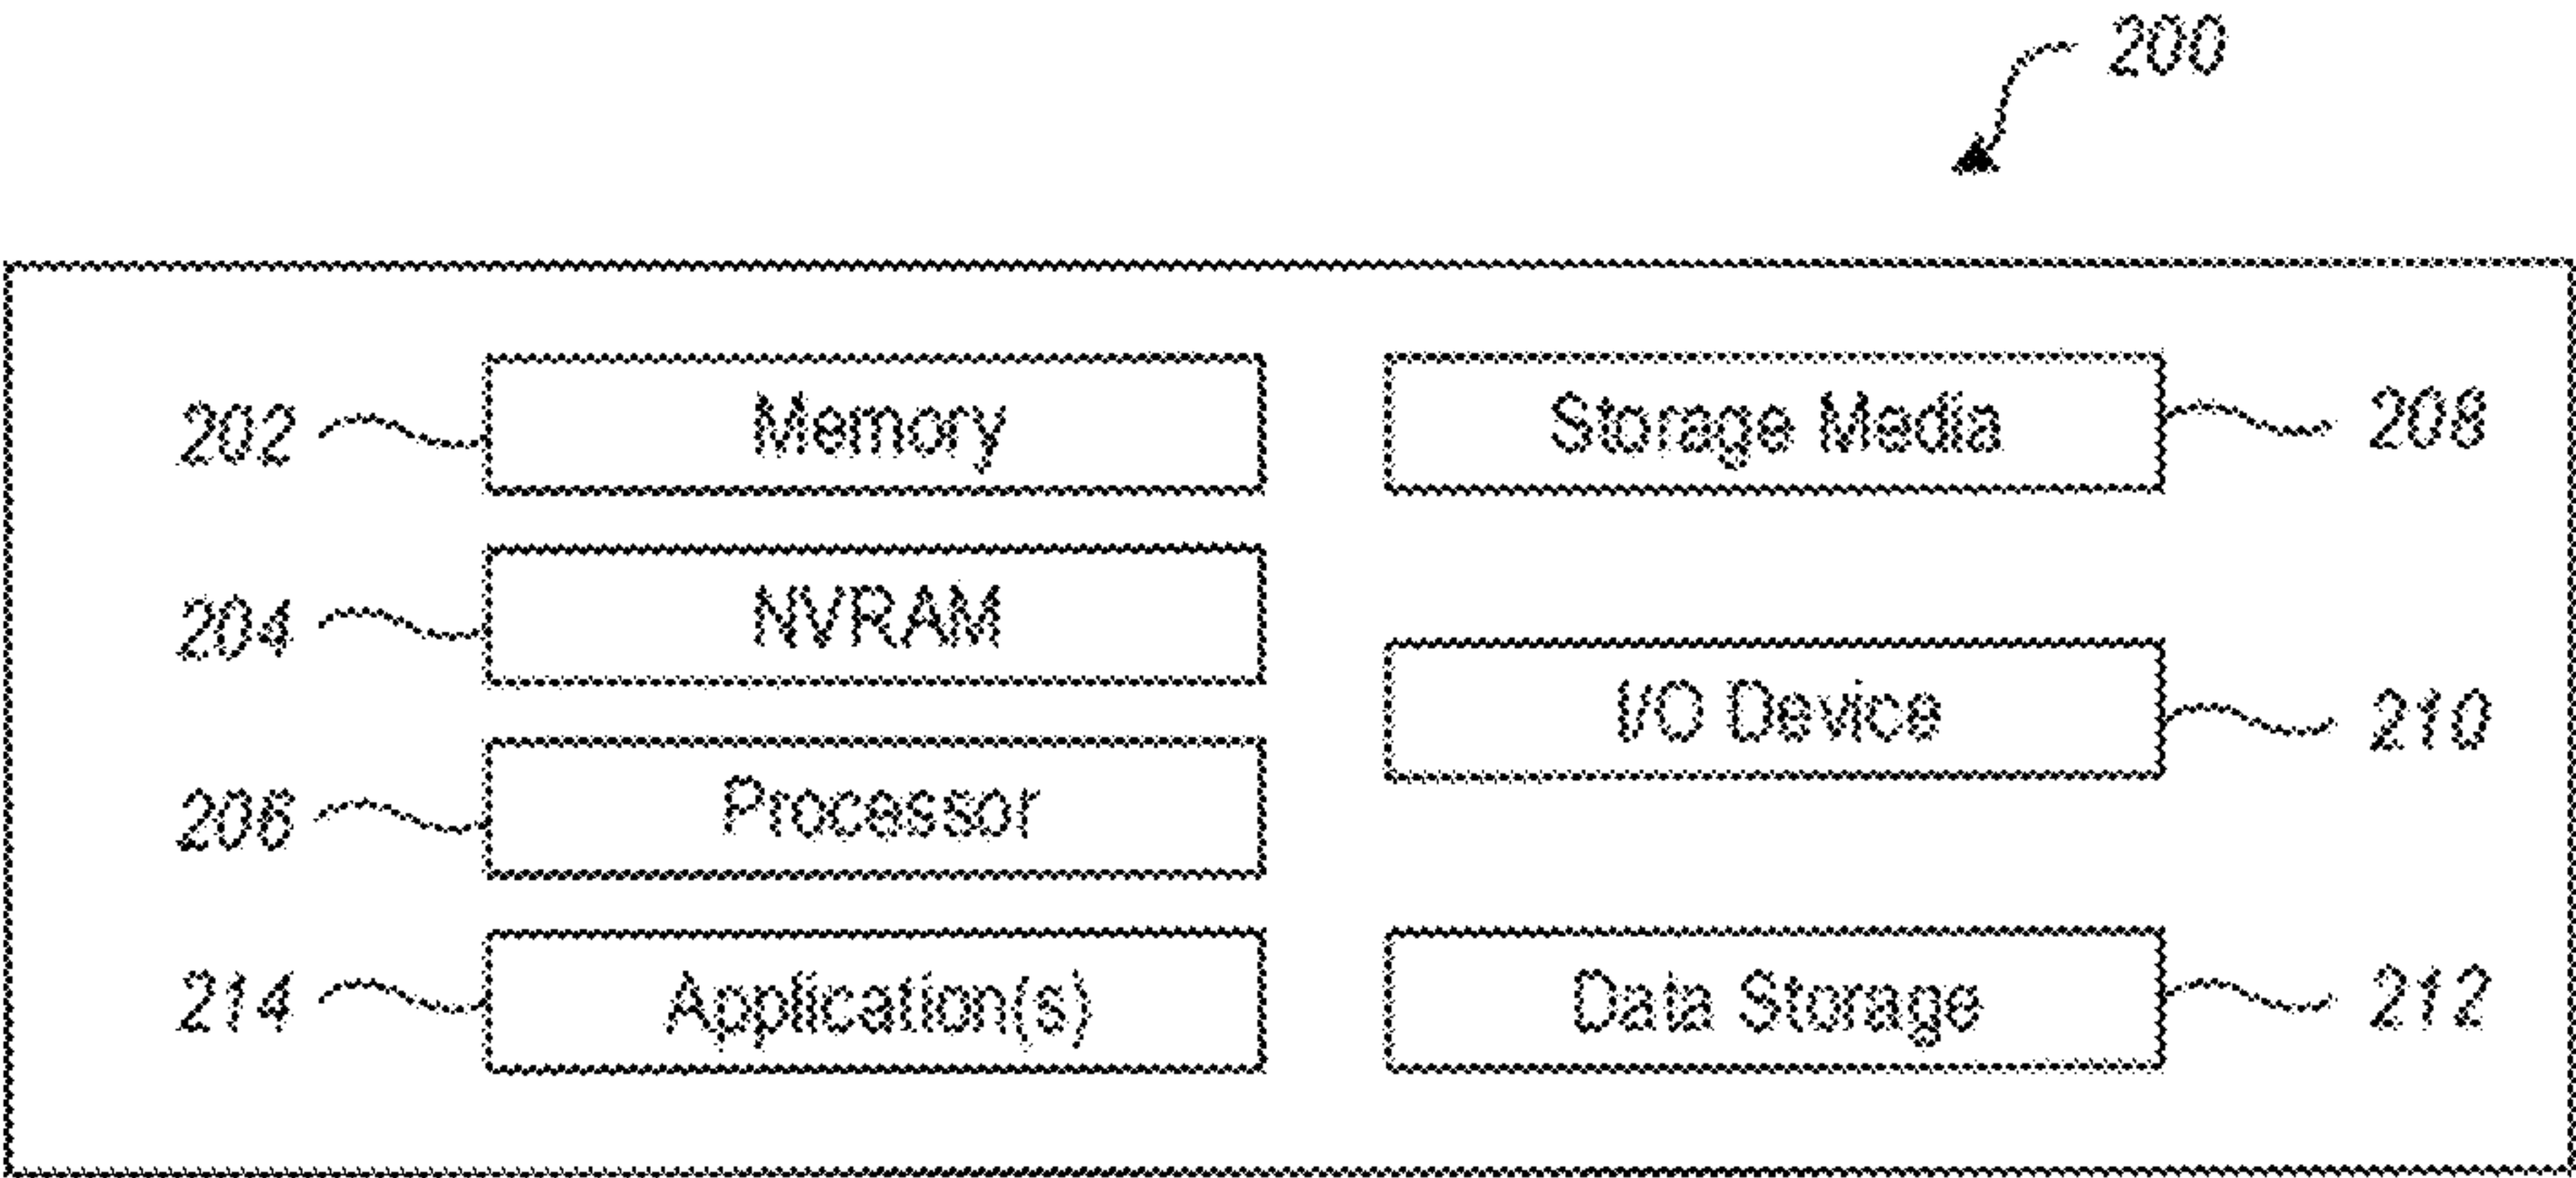 200
202 Memory Storage Media 208
204 NVRAM
I/O Device 210
206 Processor
214 Application(s) Data Storage 212